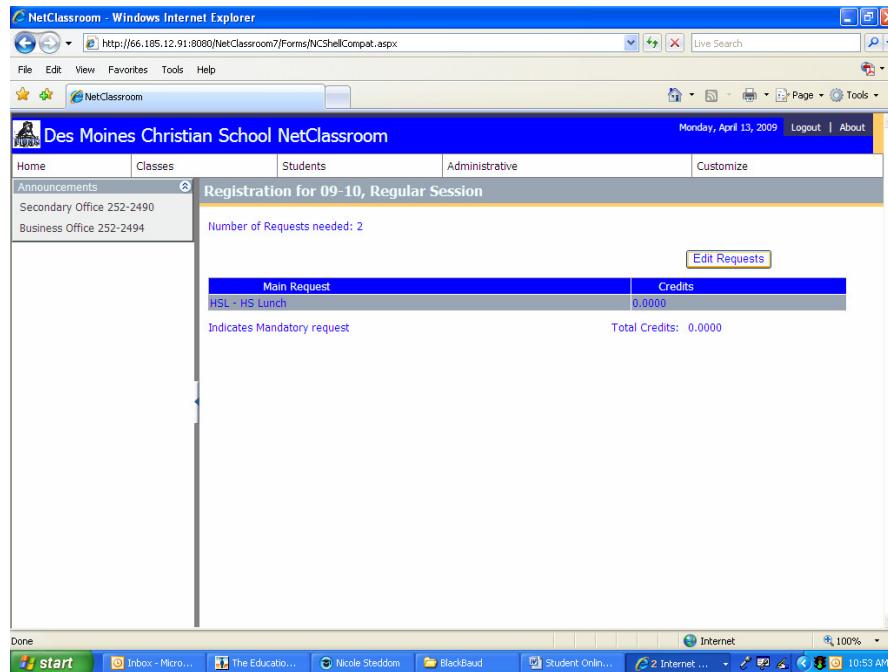 NetClassroom - Windows Internet Explorer
http://66.185.12.91:8080/NetClassroom7/Forms/NCShellCompat.aspx
Live Search
File Edit View Favorites Tools Help
NetClassroom
Page Tools
Des Moines Christian School NetClassroom
Monday, April 13, 2009 Logout | About
Home Classes Students Administrative Customize
Announcements
Secondary Office 252-2490
Business Office 252-2494
Registration for 09-10, Regular Session
Number of Requests needed: 2
Edit Requests
Main Request Credits
HSL - HS Lunch 0.0000
Indicates Mandatory request Total Credits: 0.0000
Done Internet 100%
start Inbox - Micro... The Educatio... Nicole Steddom BlackBaud Student Onlin... 2 Internet ... 10:53 AM